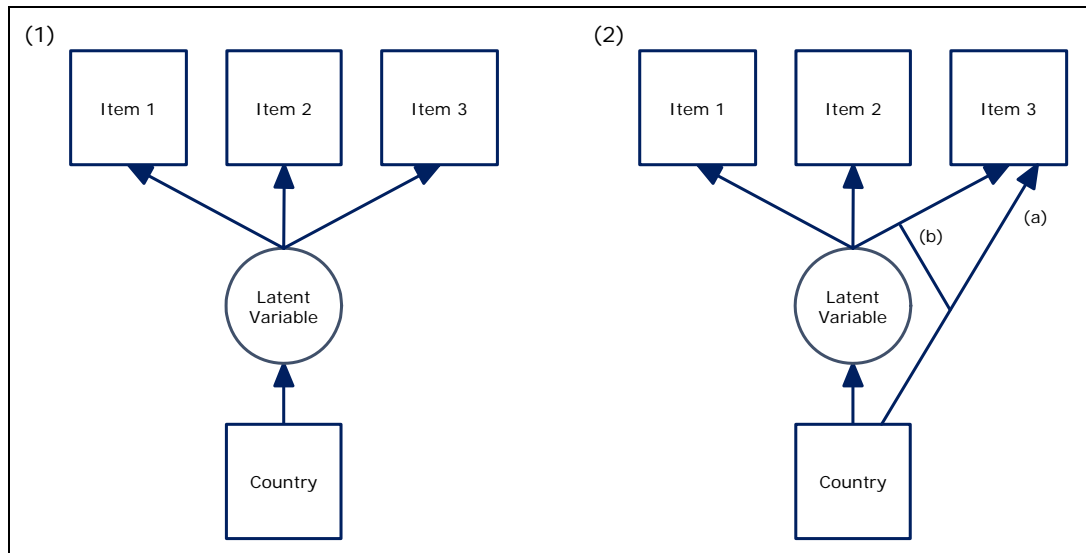 (1)
Item 1
Item 2
Item 3
Latent
Variable
Country
(2)
Item 1
Item 2
Item 3
(a)
(b)
Latent
Variable
Country